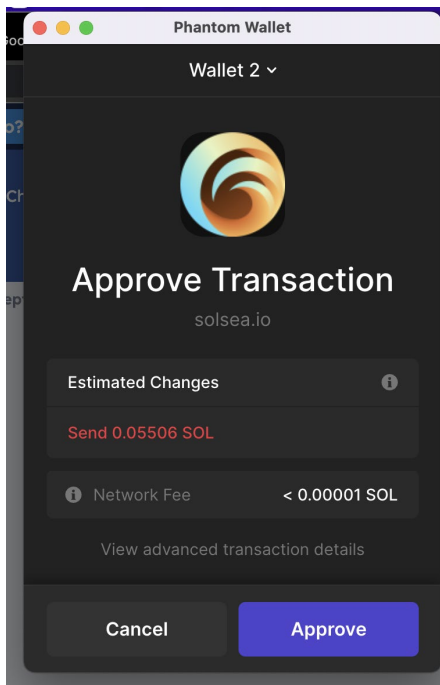 Phantom Wallet
Wallet 2
Approve Transaction
solsea.io
Estimated Changes
Send 0.05506 SOL
Network Fee
< 0.00001 SOL
View advanced transaction details
Cancel
Approve